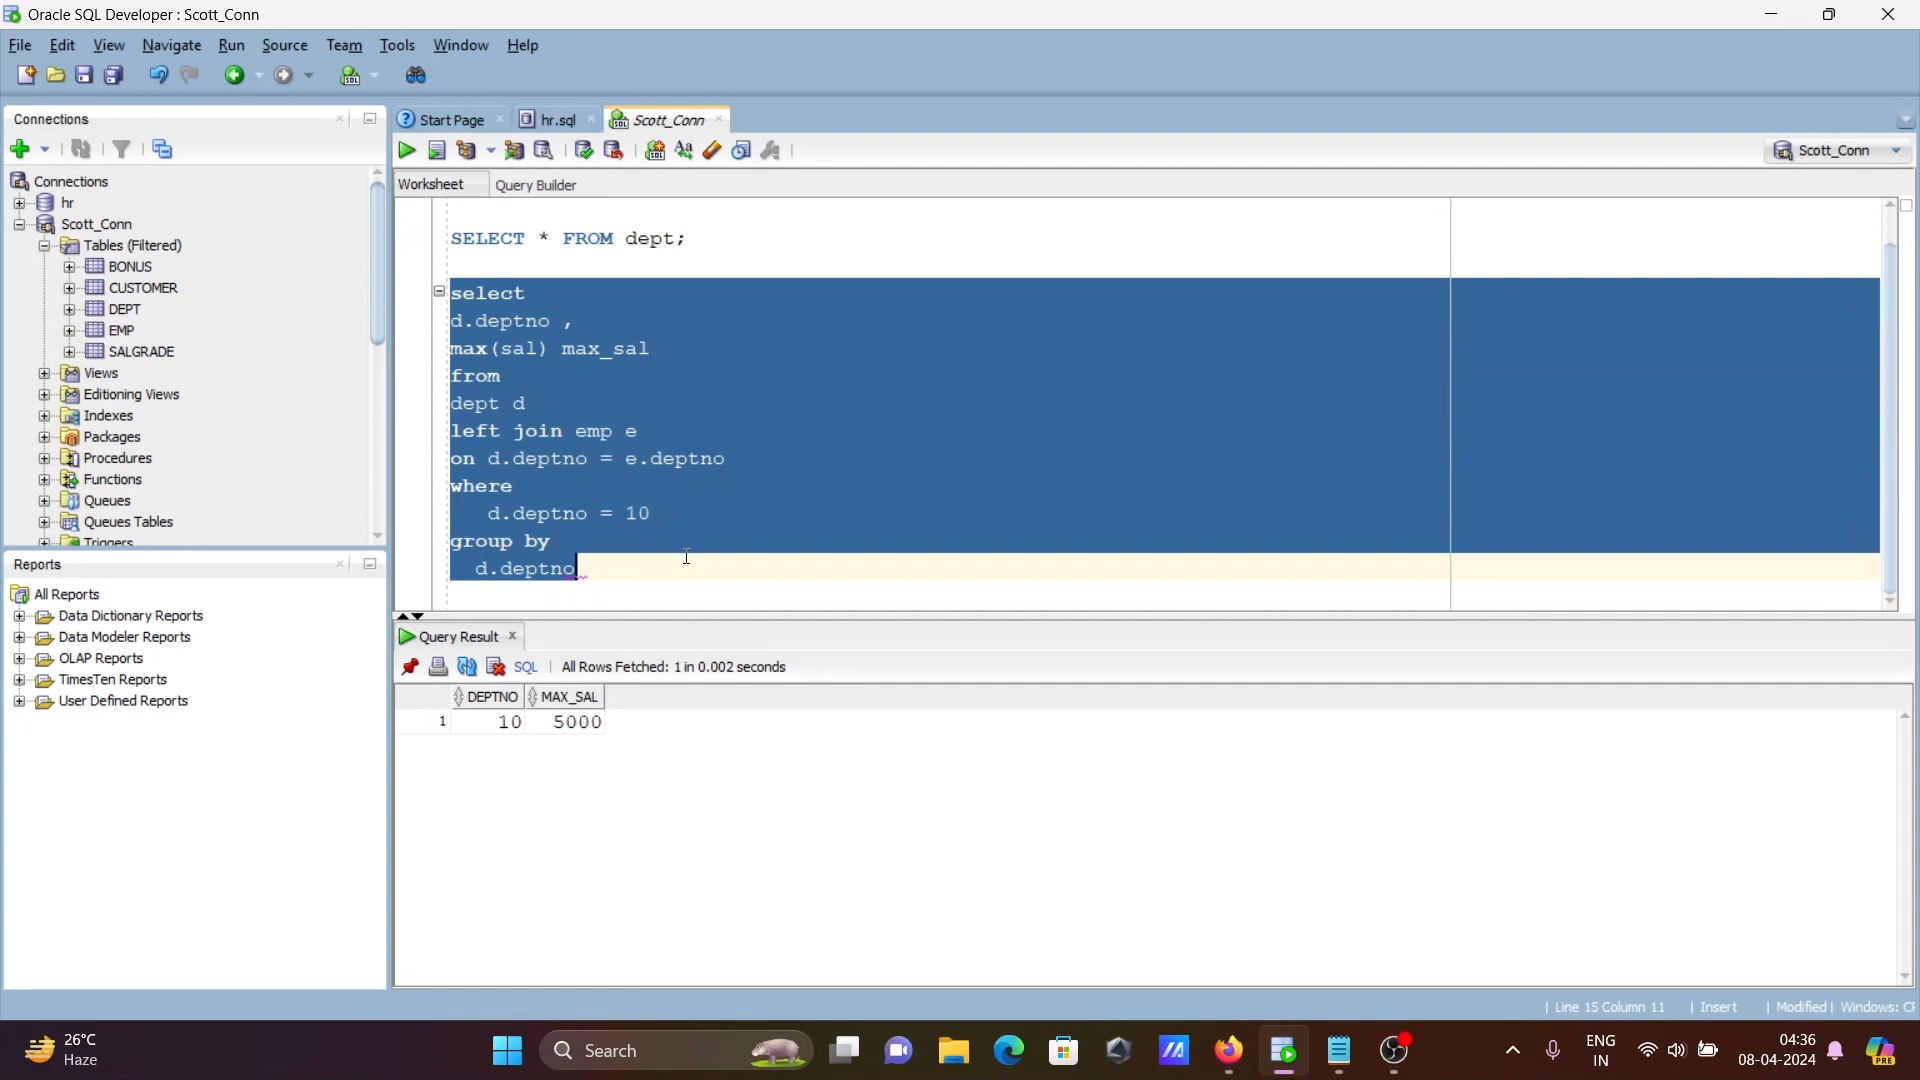 Oracle SQL Developer : Scott_Conn
File Edit View Navigate Run Source Team Tools Window Help
Connections
Start Page
hr.sql
Scott_Conn
Scott_Conn
Worksheet
Query Builder
Connections
hr
Scott_Conn
Tables (Filtered)
BONUS
CUSTOMER
DEPT
EMP
SALGRADE
Views
Editioning Views
Indexes
Packages
Procedures
Functions
Queues
Queues Tables
Triggers
SELECT * FROM dept;
select
d.deptno ,
max(sal) max_sal
from
dept d
left join emp e
on d.deptno = e.deptno
where
d.deptno = 10
group by
d.deptno
Reports
All Reports
Data Dictionary Reports
Data Modeler Reports
OLAP Reports
TimesTen Reports
User Defined Reports
Query Result
SQL | All Rows Fetched: 1 in 0.002 seconds
DEPTNO MAX_SAL
1 10 5000
| Line 15 Column 11 | Insert | Modified | Windows: CF
26°C
Haze
Search
ENG
IN
04:36
08-04-2024
PRE